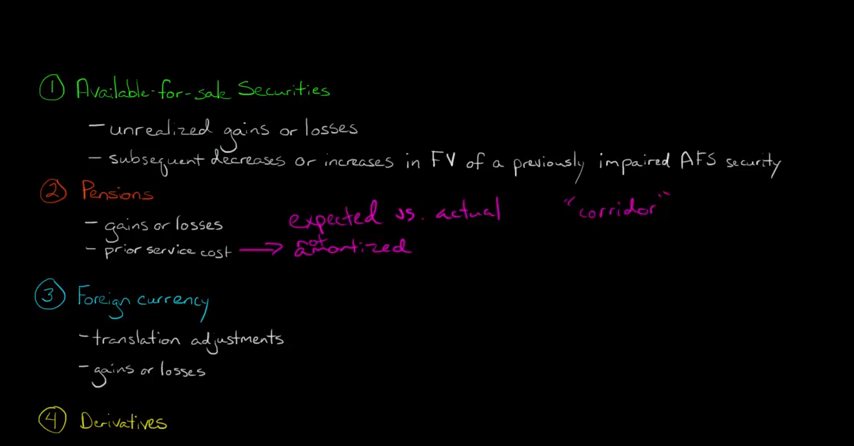 ① Available-for-sale Securities
- unrealized gains or losses
- subsequent decreases or increases in FV of a previously impaired AFS security
② Pensions
- gains or losses expected vs. actual "corridor"
not
- prior service cost → amortized
③ Foreign currency
- translation adjustments
- gains or losses
④ Derivatives